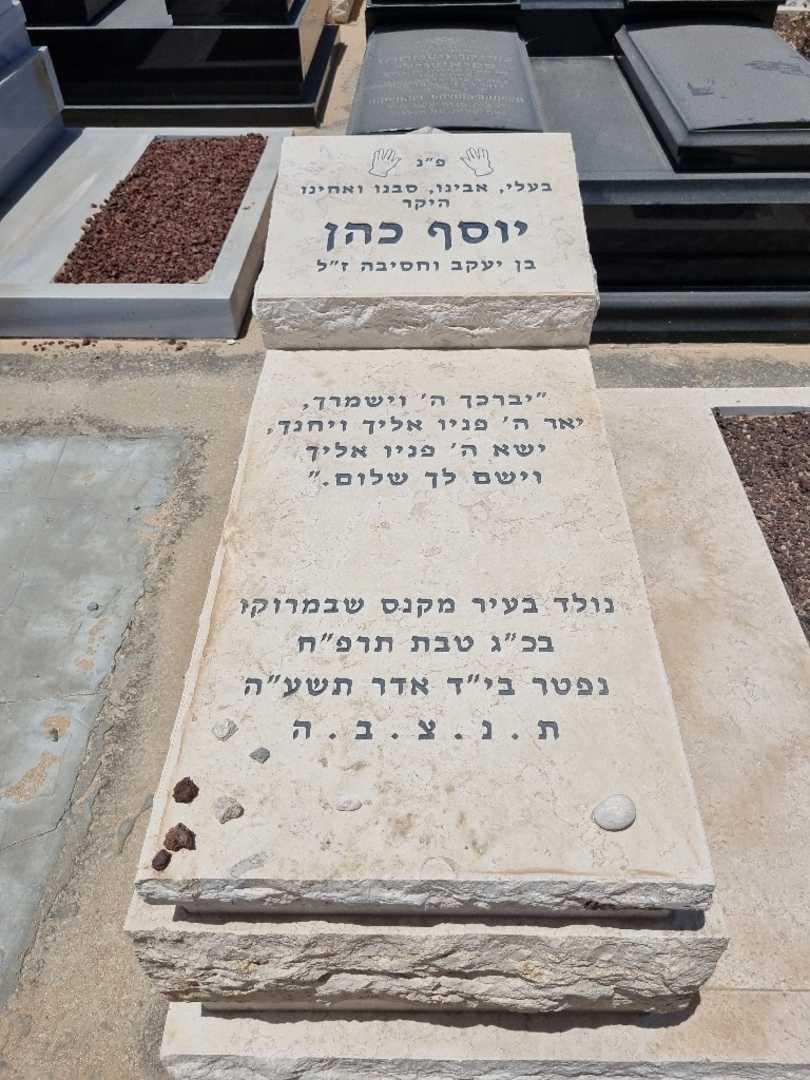 פ"נ
בעלי, אבינו, סבנו ואחינו
היקר
יוסף כהן
בן יעקב וחסיבה ז"ל
"יברכך ה' וישמרך,
יאר ה' פניו אליך ויחנך,
ישא ה' פניו אליך
וישם לך שלום."
נולד בעיר מקנס שבמרוקו
בכ"ג טבת תרפ"ח
נפטר בי"ד אדר תשע"ה
ת . נ . צ . ב . ה